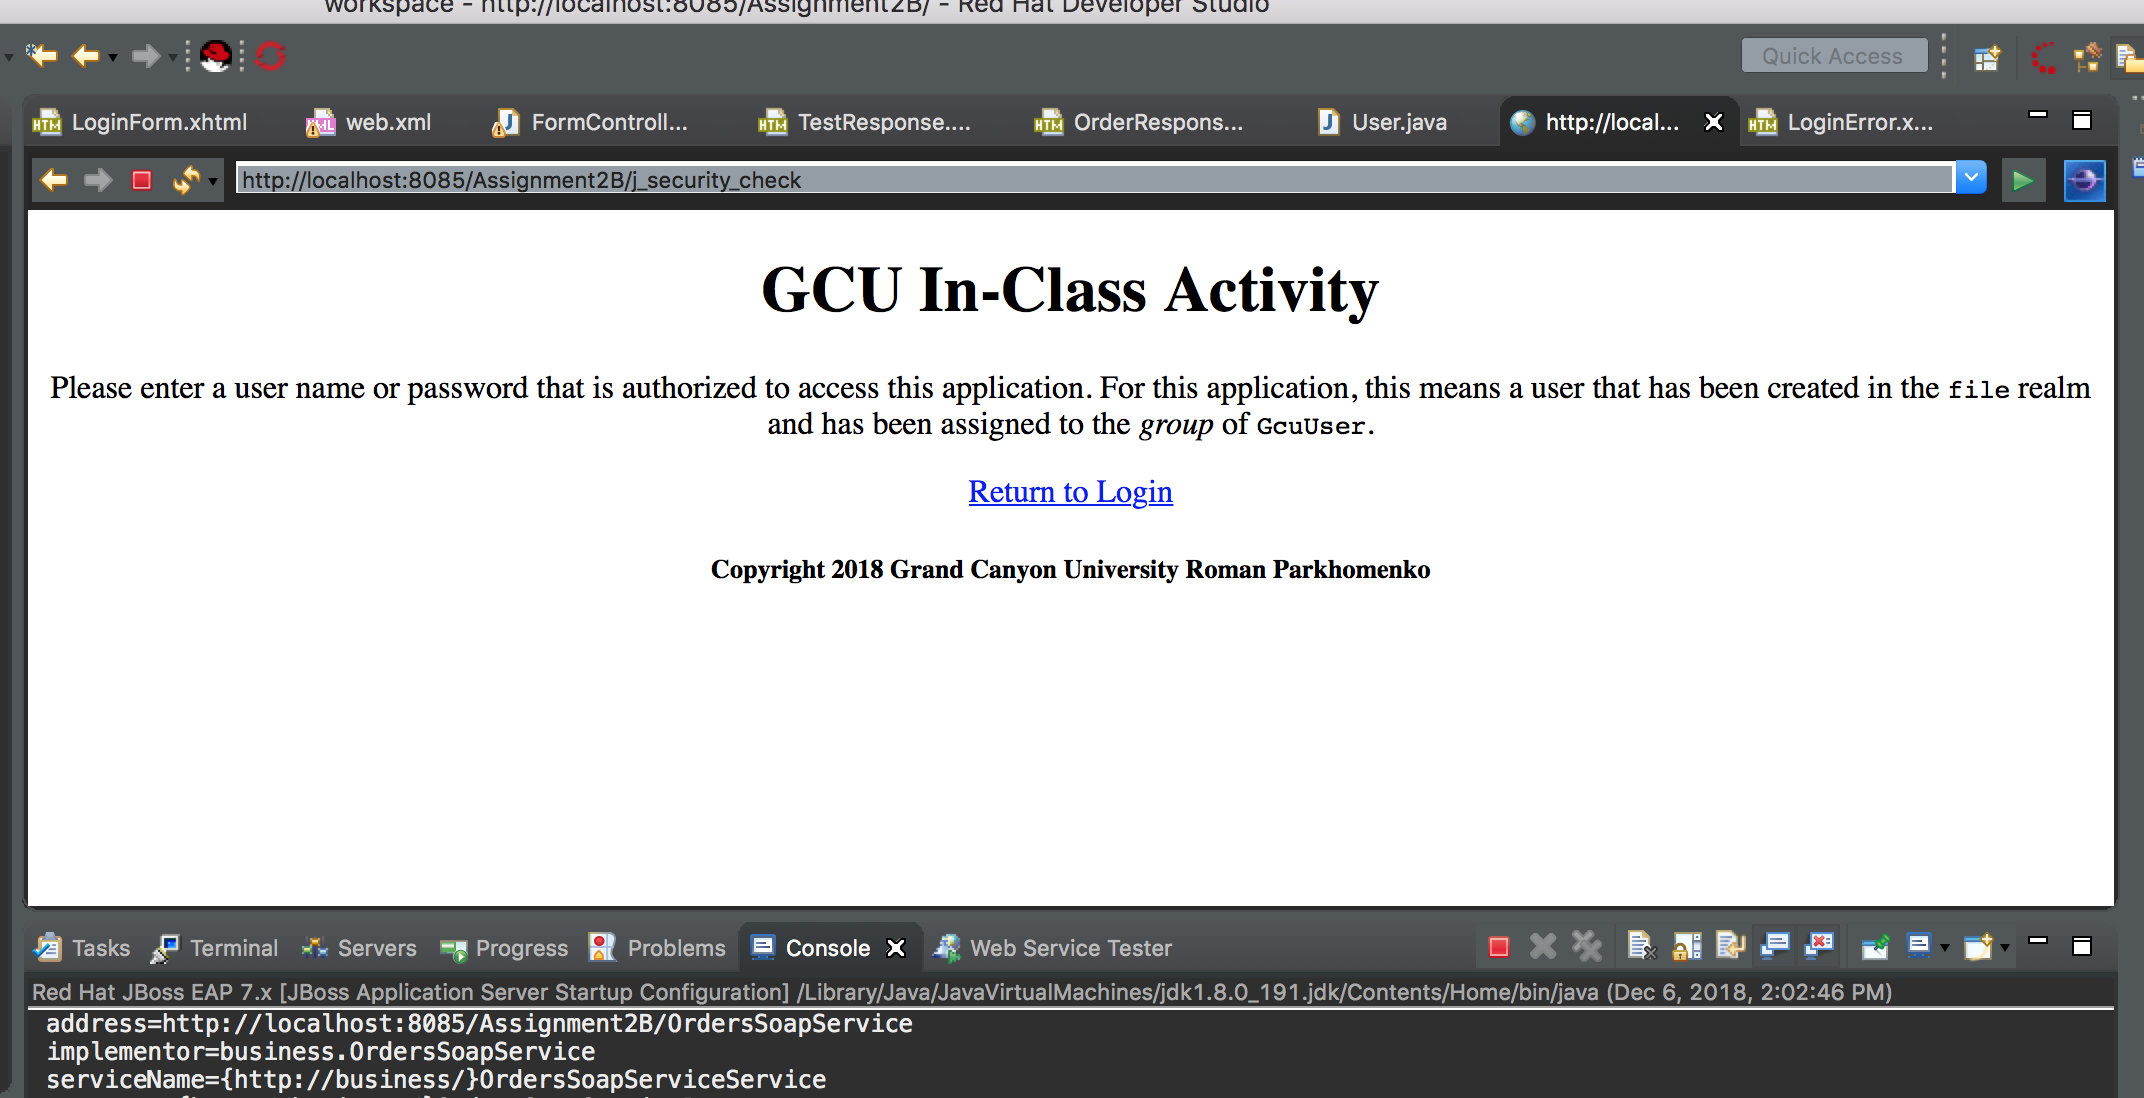 workspace - http://localhost:8085/Assignment2B/ - Red Hat Developer Studio
Quick Access
LoginForm.xhtml web.xml FormControll... TestResponse.... OrderRespons... User.java http://local... LoginError.x...
http://localhost:8085/Assignment2B/j_security_check
GCU In-Class Activity
Please enter a user name or password that is authorized to access this application. For this application, this means a user that has been created in the file realm
and has been assigned to the group of GcuUser.
Return to Login
Copyright 2018 Grand Canyon University Roman Parkhomenko
Tasks Terminal Servers Progress Problems Console Web Service Tester
Red Hat JBoss EAP 7.x [JBoss Application Server Startup Configuration] /Library/Java/JavaVirtualMachines/jdk1.8.0_191.jdk/Contents/Home/bin/java (Dec 6, 2018, 2:02:46 PM)
address=http://localhost:8085/Assignment2B/OrdersSoapService
implementor=business.OrdersSoapService
serviceName={http://business/}OrdersSoapServiceService